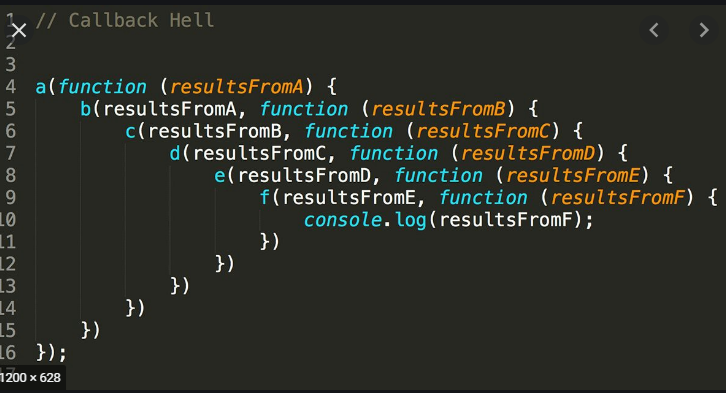 1 // Callback Hell
2
3
4 a(function (resultsFromA) {
5 b(resultsFromA, function (resultsFromB) {
6 c(resultsFromB, function (resultsFromC) {
7 d(resultsFromC, function (resultsFromD) {
8 e(resultsFromD, function (resultsFromE) {
9 f(resultsFromE, function (resultsFromF) {
10 console.log(resultsFromF);
11 })
12 })
13 })
14 })
15 })
16 });
1200 × 628